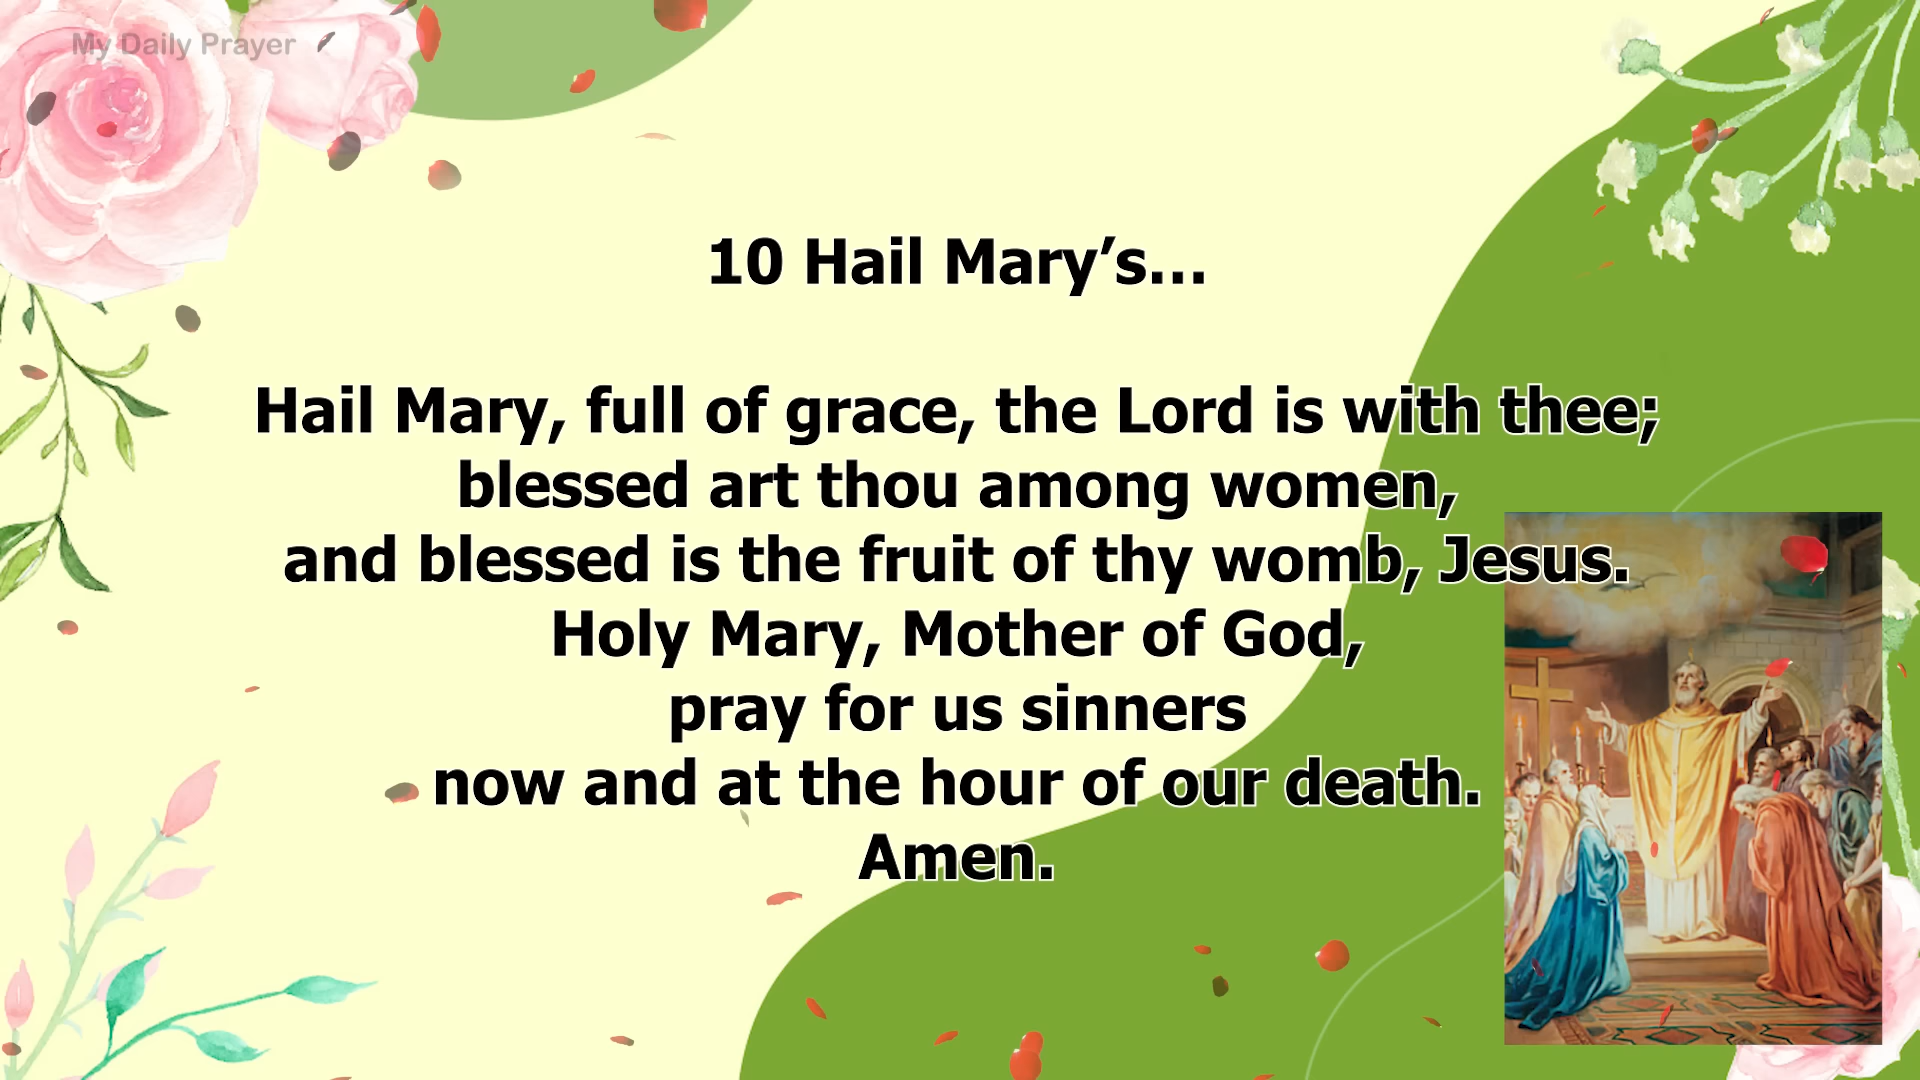 My Daily Prayer
10 Hail Mary’s...
Hail Mary, full of grace, the Lord is with thee;
blessed art thou among women,
and blessed is the fruit of thy womb, Jesus.
Holy Mary, Mother of God,
pray for us sinners
now and at the hour of our death.
Amen.